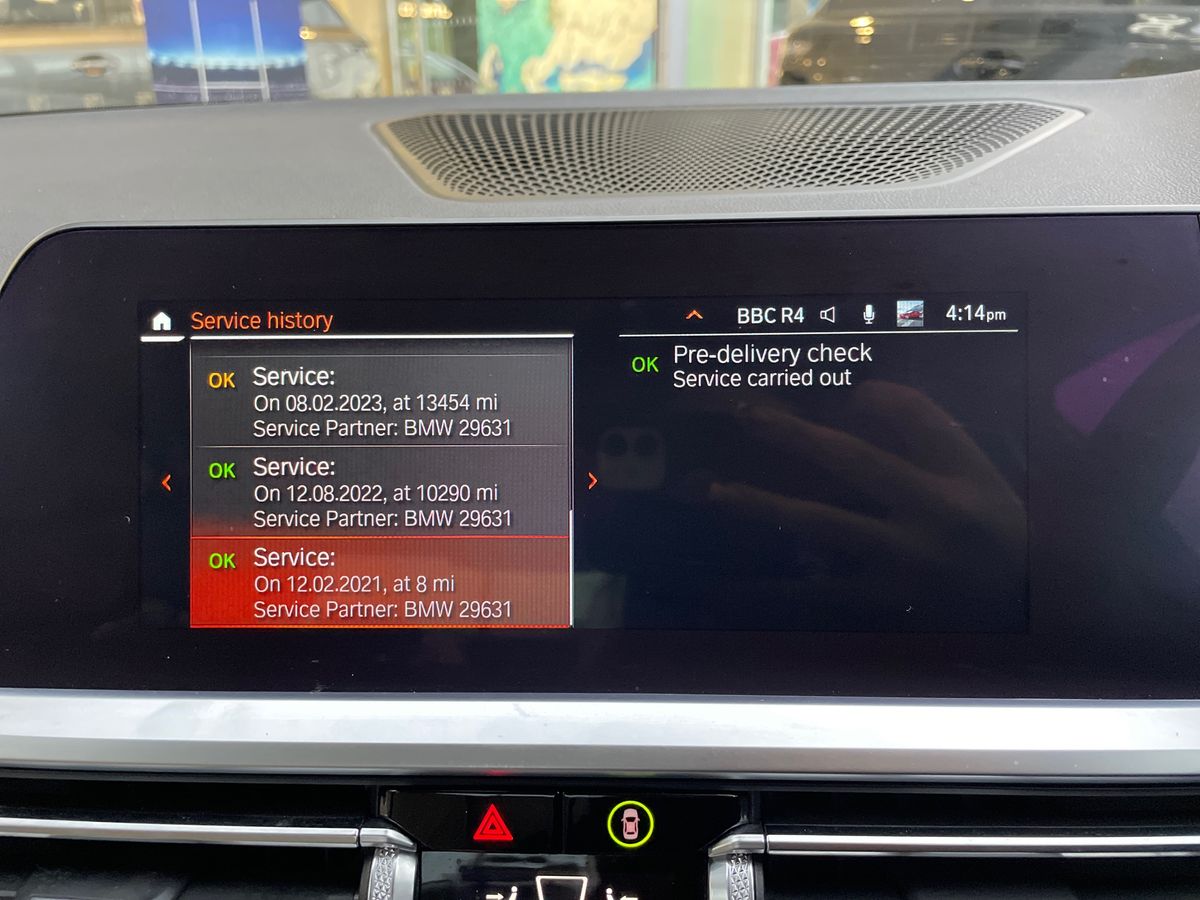 Service history
BBC R4
4:14pm
OK Service:
On 08.02.2023, at 13454 mi
Service Partner: BMW 29631
OK Service:
On 12.08.2022, at 10290 mi
Service Partner: BMW 29631
OK Service:
On 12.02.2021, at 8 mi
Service Partner: BMW 29631
OK Pre-delivery check
Service carried out